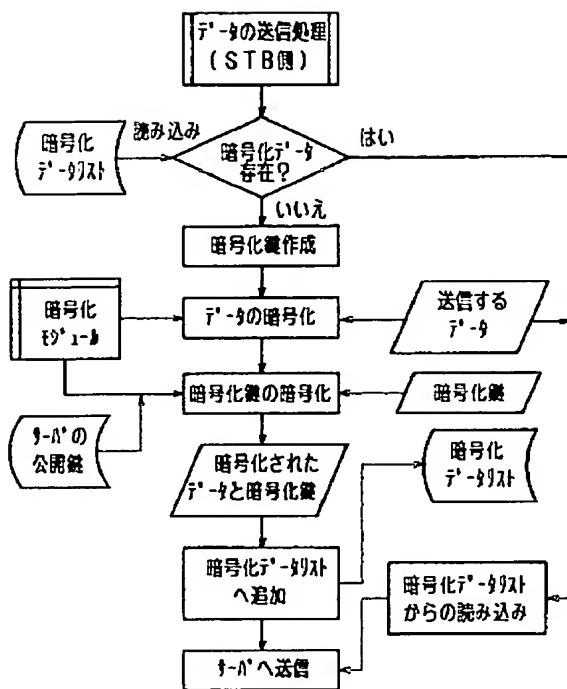 ﾃﾞｰﾀの送信処理
(STB側)
読み込み
はい
暗号化
ﾃﾞｰﾀﾘｽﾄ
暗号化ﾃﾞｰﾀ
存在?
いいえ
暗号化鍵作成
暗号化
ﾓｼﾞｭｰﾙ
ﾃﾞｰﾀの暗号化
送信する
ﾃﾞｰﾀ
暗号化鍵の暗号化
暗号化鍵
ｻｰﾊﾞの
公開鍵
暗号化された
ﾃﾞｰﾀと暗号化鍵
暗号化
ﾃﾞｰﾀﾘｽﾄ
暗号化ﾃﾞｰﾀﾘｽﾄ
へ追加
暗号化ﾃﾞｰﾀﾘｽﾄ
からの読み込み
ｻｰﾊﾞへ送信